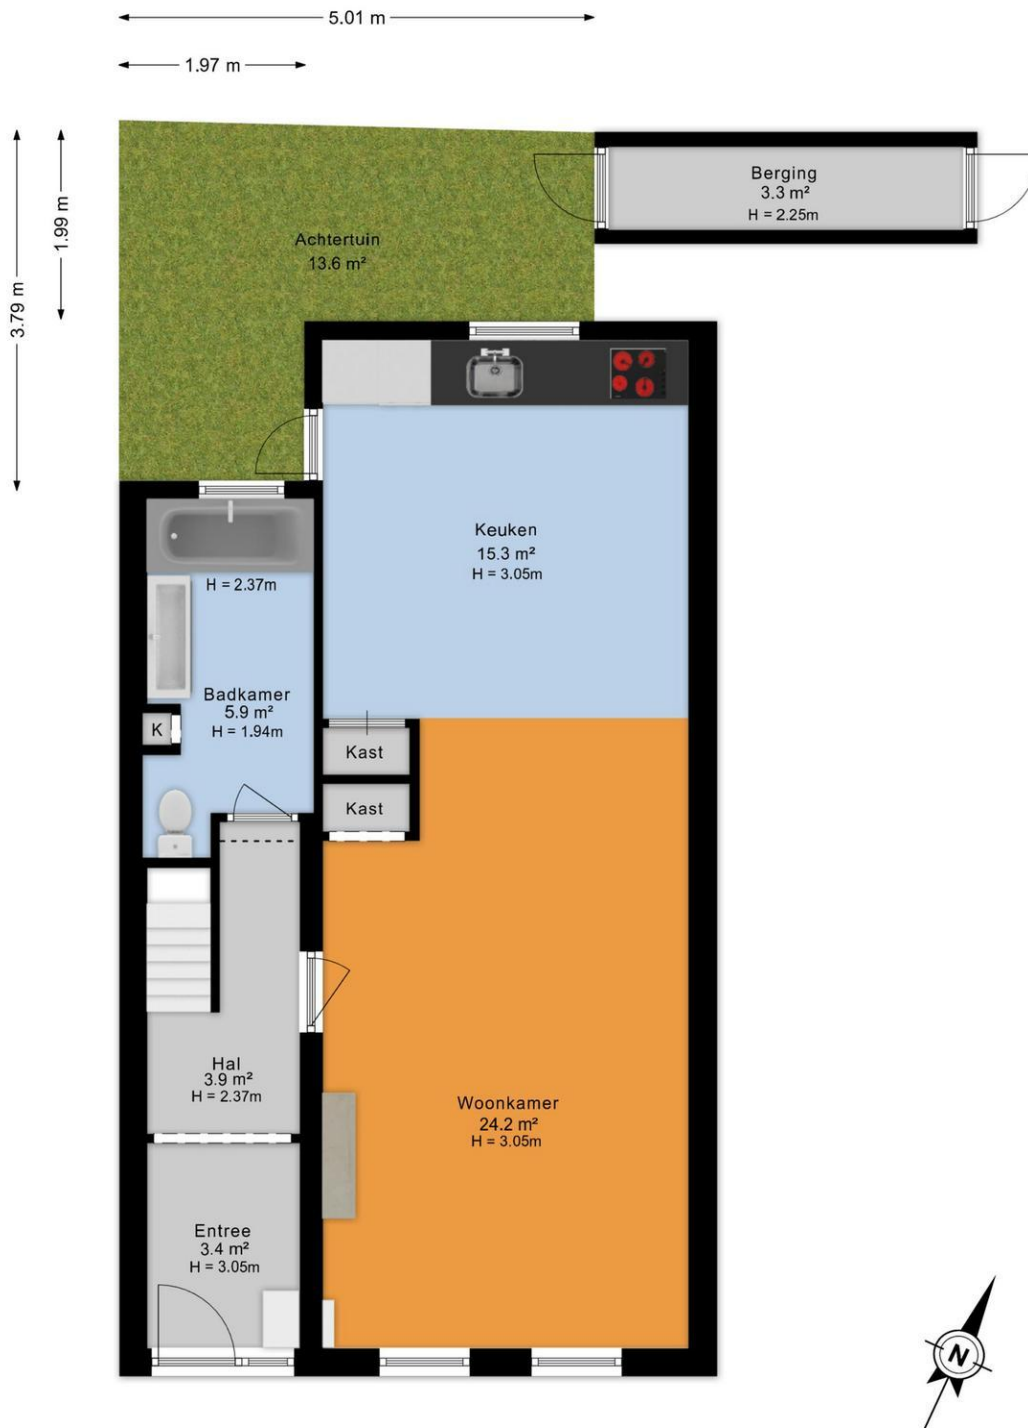 5.01 m
1.97 m
3.79 m
1.99 m
Berging
3.3 m²
H = 2.25m
Achtertuin
13.6 m²
Keuken
15.3 m²
H = 3.05m
H = 2.37m
Badkamer
5.9 m²
H = 1.94m
K
Kast
Kast
Hal
3.9 m²
H = 2.37m
Woonkamer
24.2 m²
H = 3.05m
Entree
3.4 m²
H = 3.05m
N